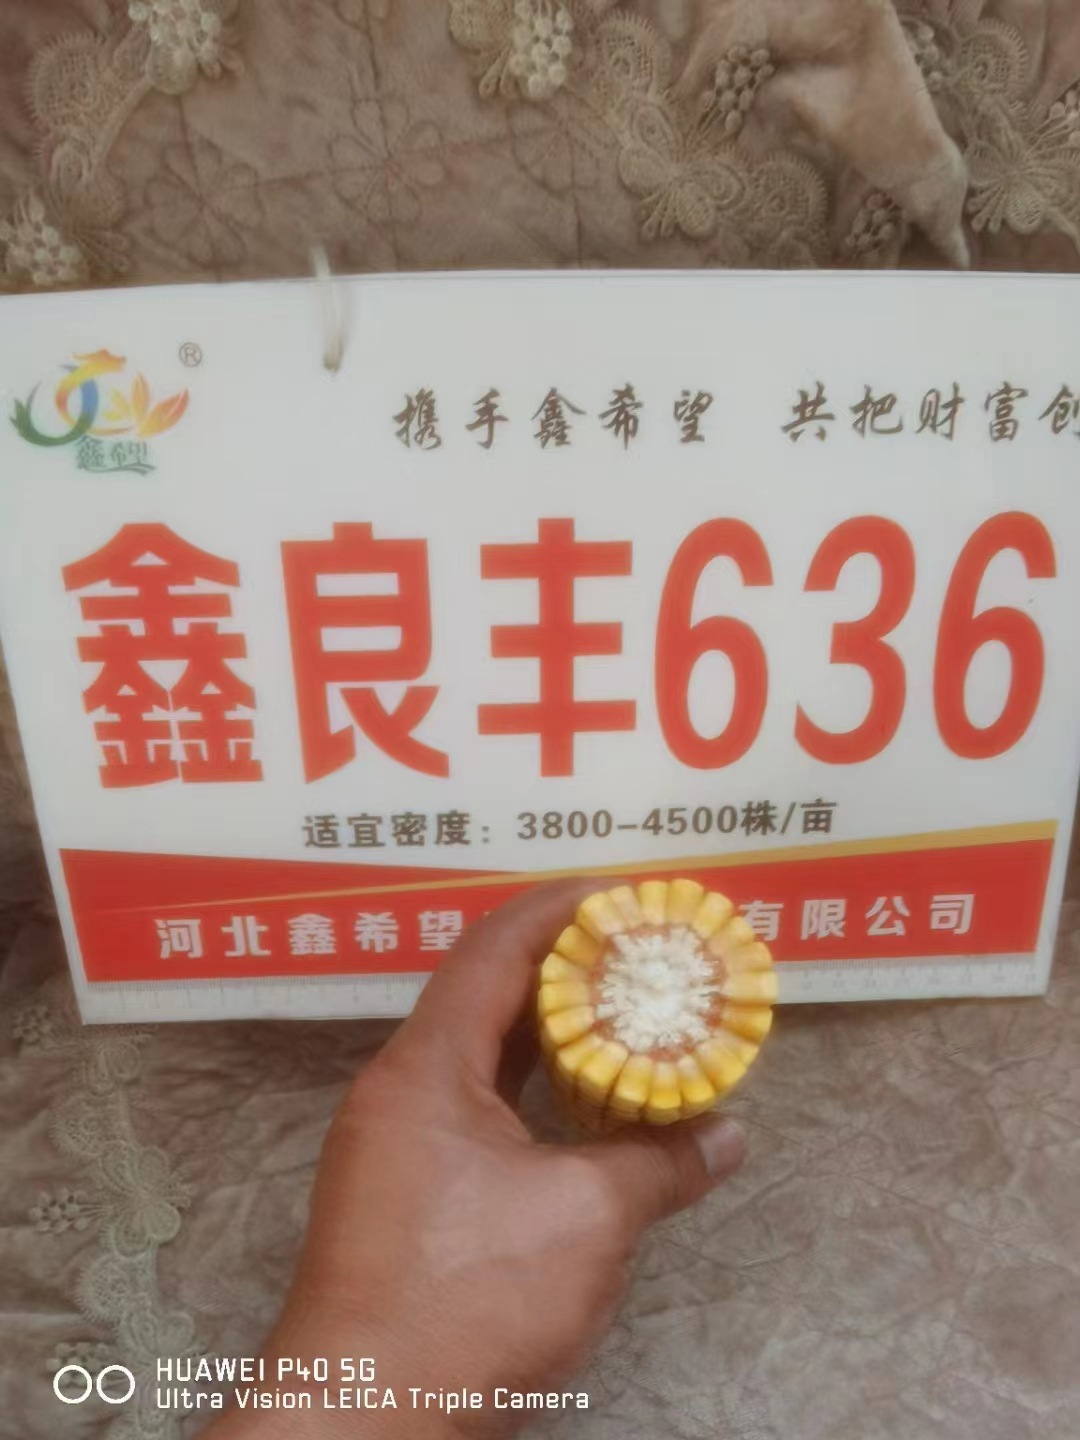 ®
鑫希望
携手鑫希望 共把财富创
鑫良丰636
适宜密度：3800-4500株/亩
河北鑫希望 有限公司
HUAWEI P40 5G
Ultra Vision LEICA Triple Camera